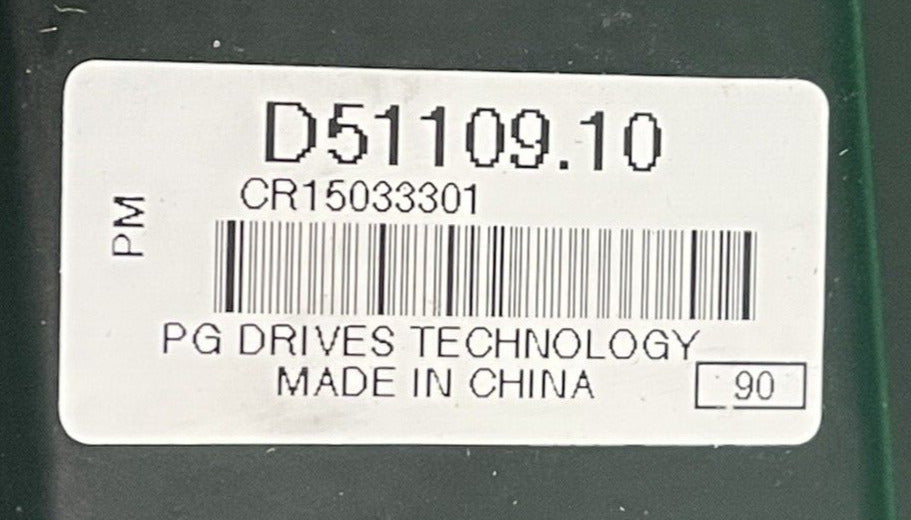 D51109.10
CR15033301
PM
PG DRIVES TECHNOLOGY
MADE IN CHINA
90